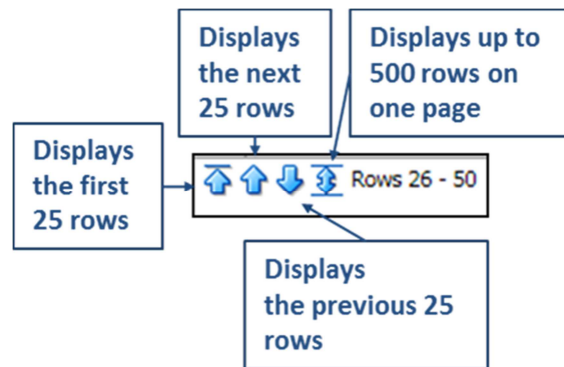 Displays
the next
25 rows
Displays up to
500 rows on
one page
Displays
the first
25 rows
Rows 26 - 50
Displays
the previous 25
rows